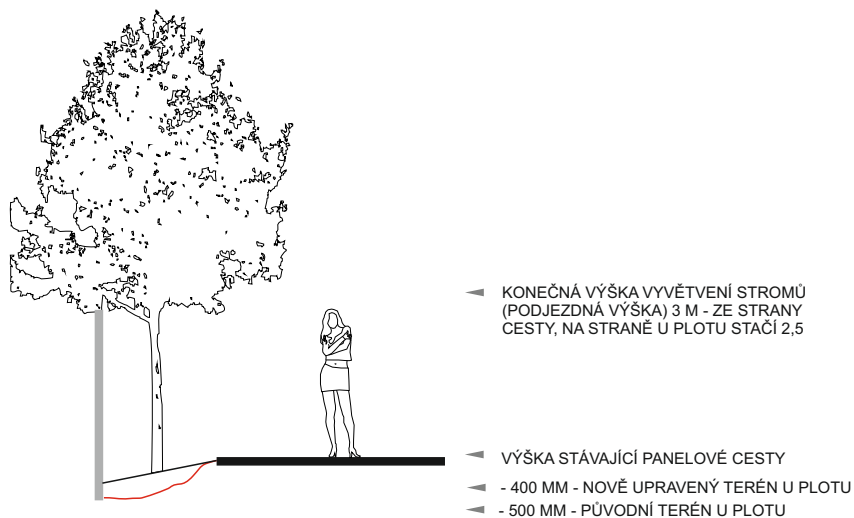 KONEČNÁ VÝŠKA VYVĚTVENÍ STROMŮ
(PODJEZDNÁ VÝŠKA) 3 M - ZE STRANY
CESTY, NA STRANĚ U PLOTU STAČÍ 2,5
VÝŠKA STÁVAJÍCÍ PANELOVÉ CESTY
- 400 MM - NOVĚ UPRAVENÝ TERÉN U PLOTU
- 500 MM - PŮVODNÍ TERÉN U PLOTU